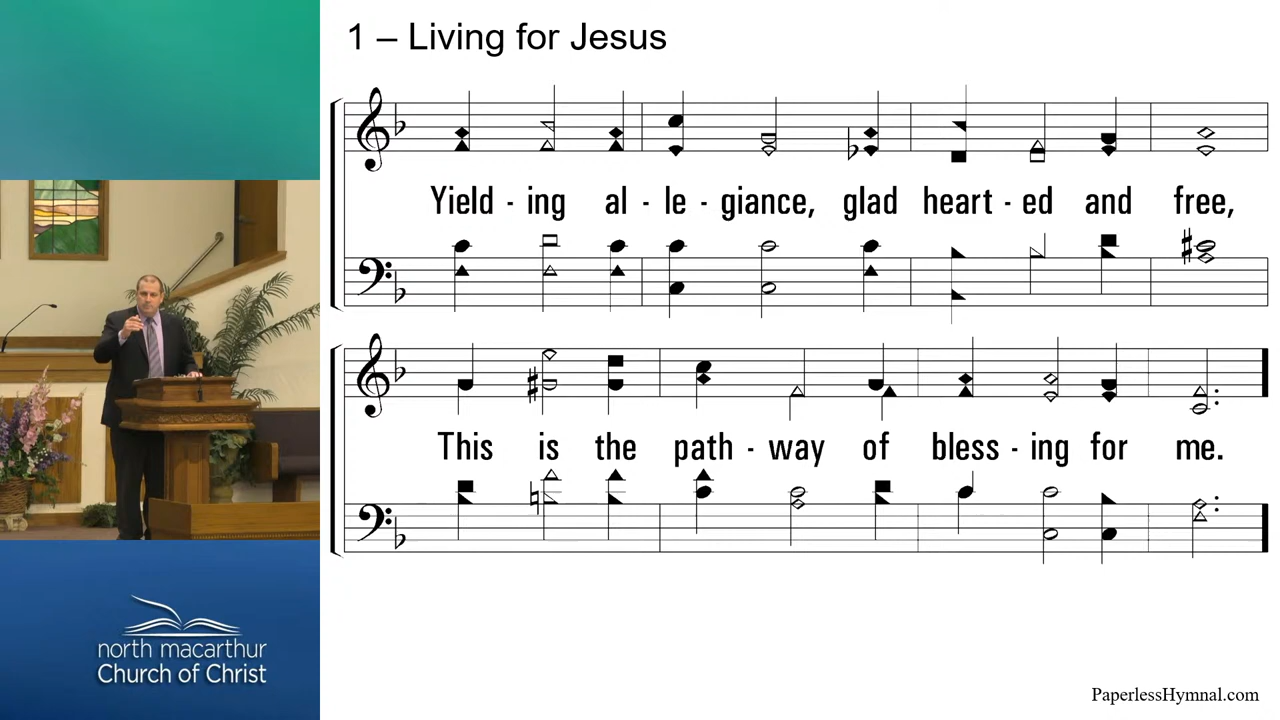 1 – Living for Jesus
Yield - ing al - le - giance, glad heart - ed and free,
This is the path - way of bless - ing for me.
north macarthur
Church of Christ
PaperlessHymnal.com